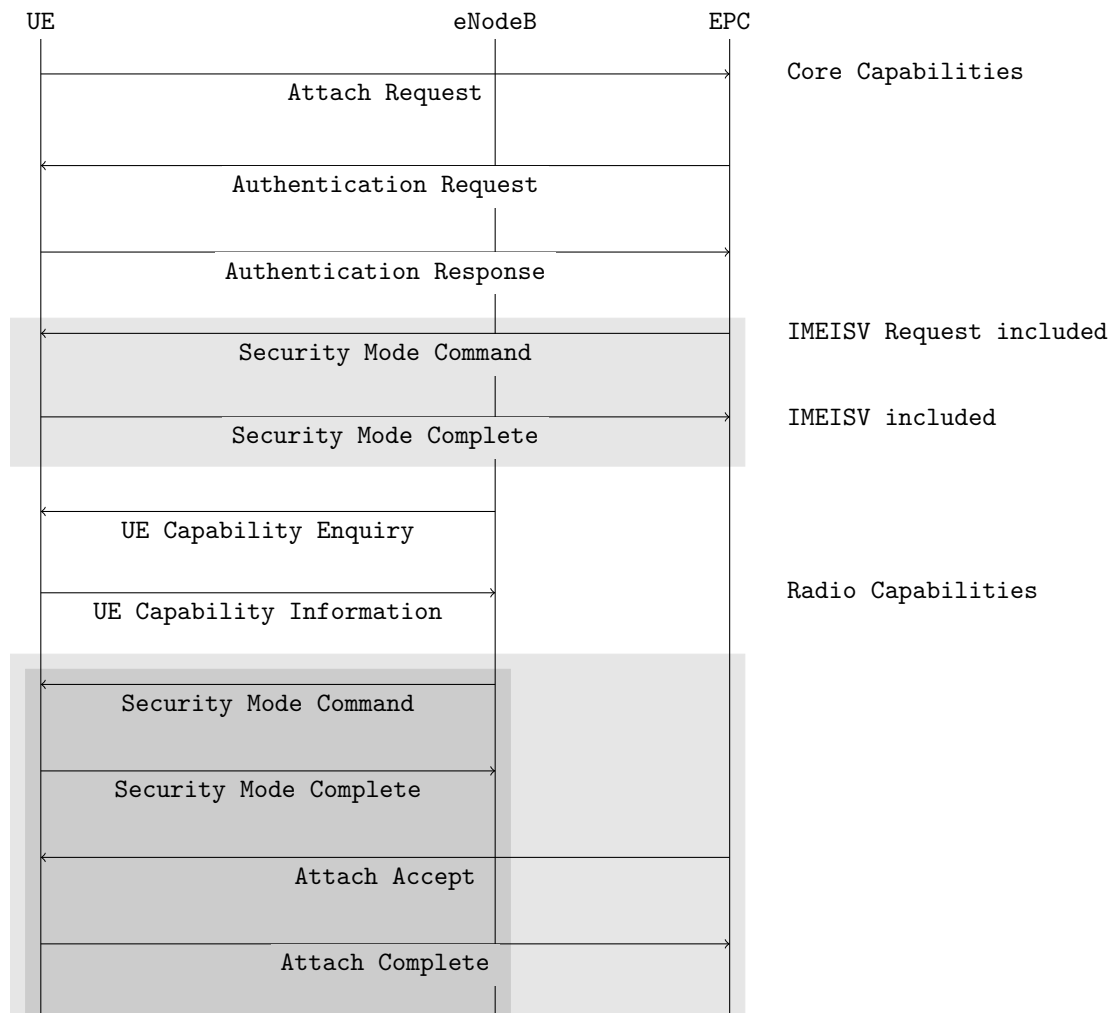 UE eNodeB EPC
Core Capabilities
Attach Request
Authentication Request
Authentication Response
IMEISV Request included
Security Mode Command
IMEISV included
Security Mode Complete
UE Capability Enquiry
Radio Capabilities
UE Capability Information
Security Mode Command
Security Mode Complete
Attach Accept
Attach Complete